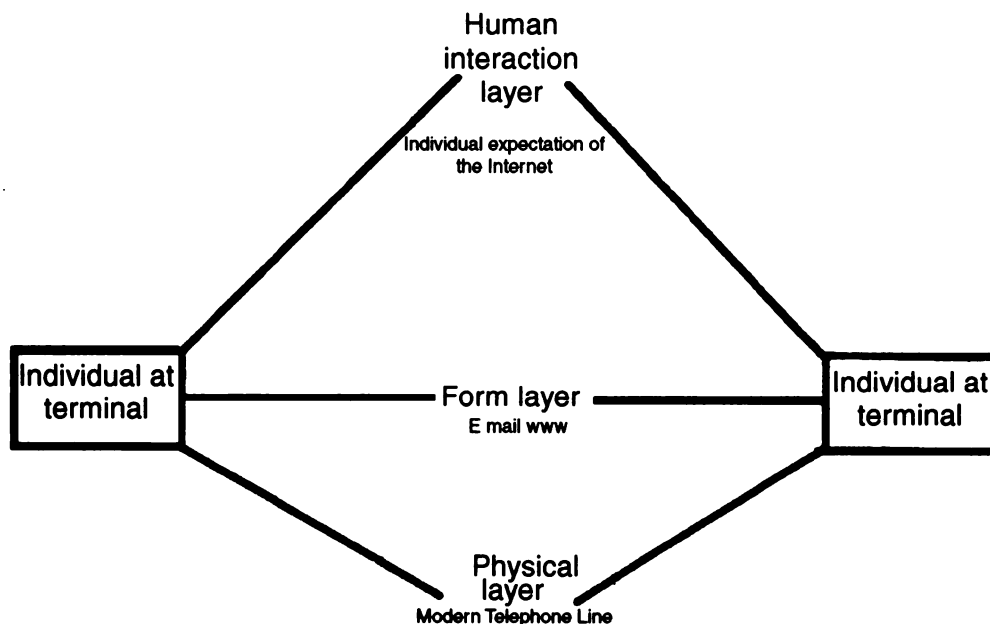 Human
interaction
layer
Individual expectation of
the Internet
Individual at
terminal
Form layer
E mail www
Individual at
terminal
Physical
layer
Modern Telephone Line